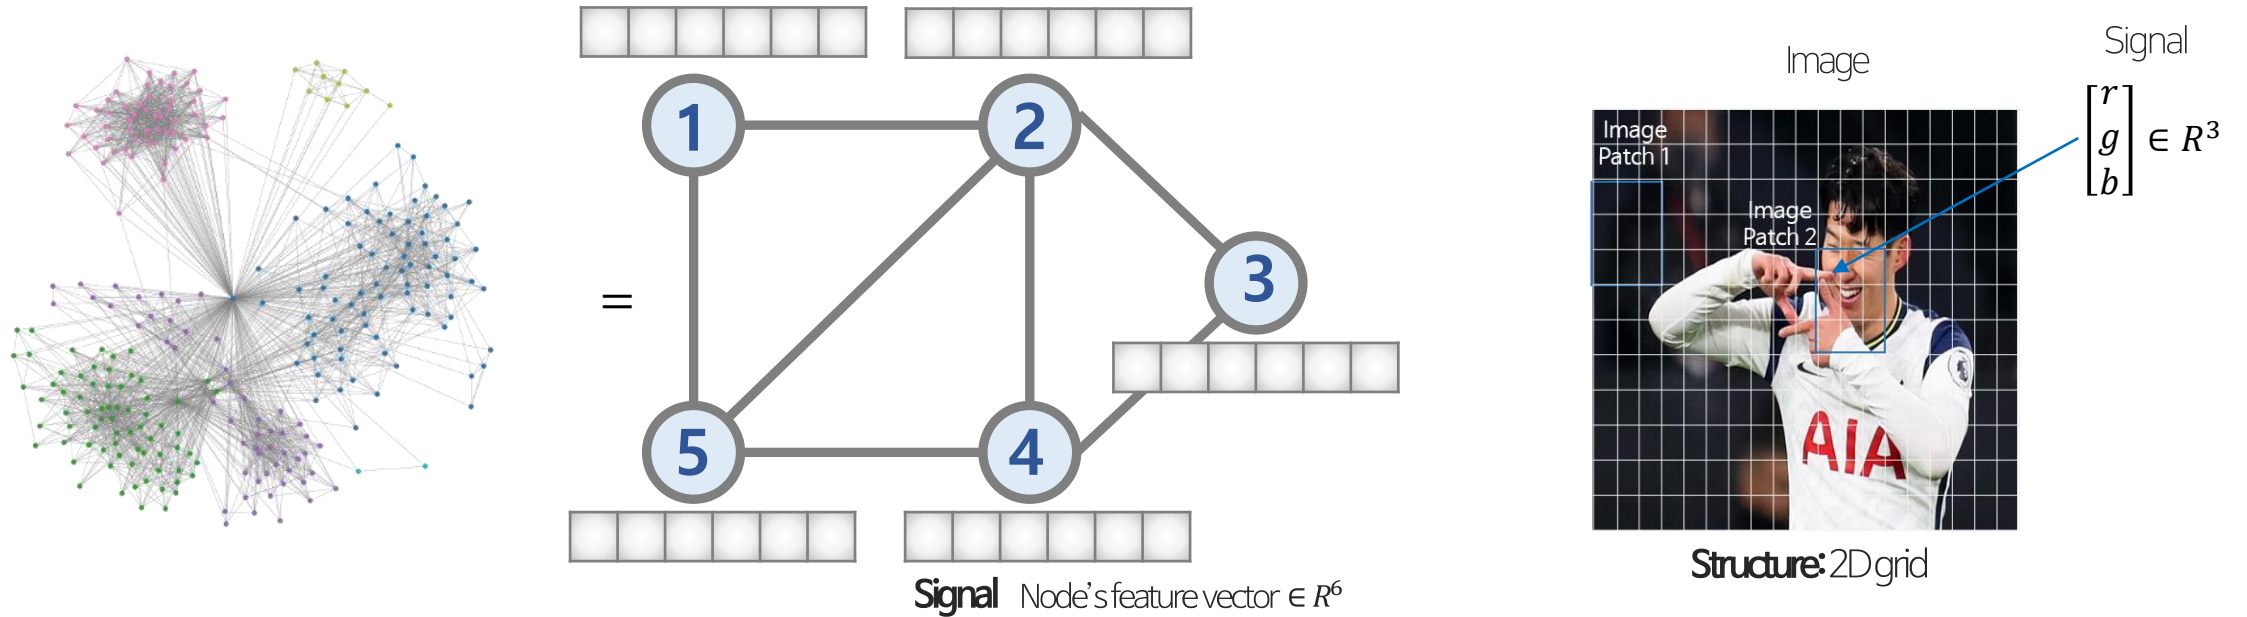 1
2
3
=
5
4
Signal Node's feature vector ∈ R⁶
Image
Signal
Image
Patch 1
Image
Patch 2
[r g b] ∈ R³
AIA
Structure: 2D grid